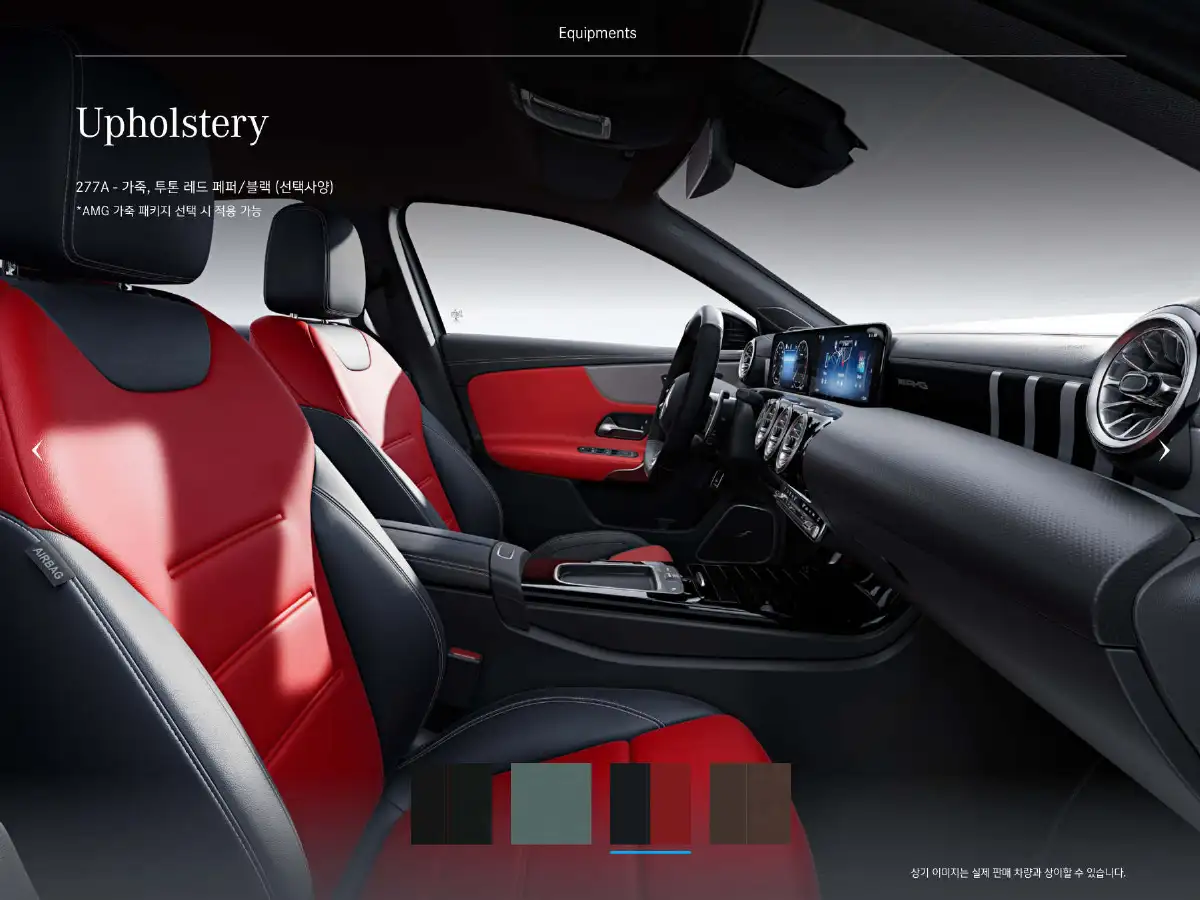 Equipments
Upholstery
277A - 가죽, 투톤 레드 페퍼/블랙 (선택사양)
*AMG 가죽 패키지 선택 시 적용 가능
AMG
AIRBAG
상기 이미지는 실제 판매 차량과 상이할 수 있습니다.